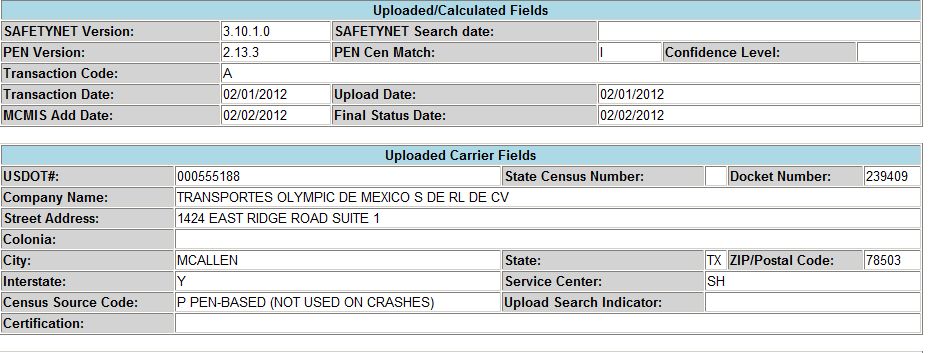 Uploaded/Calculated Fields
SAFETYNET Version: 3.10.1.0 SAFETYNET Search date:
PEN Version: 2.13.3 PEN Cen Match: I Confidence Level:
Transaction Code: A
Transaction Date: 02/01/2012 Upload Date: 02/01/2012
MCMIS Add Date: 02/02/2012 Final Status Date: 02/02/2012
Uploaded Carrier Fields
USDOT#: 000555188 State Census Number: Docket Number: 239409
Company Name: TRANSPORTES OLYMPIC DE MEXICO S DE RL DE CV
Street Address: 1424 EAST RIDGE ROAD SUITE 1
Colonia:
City: MCALLEN State: TX ZIP/Postal Code: 78503
Interstate: Y Service Center: SH
Census Source Code: P PEN-BASED (NOT USED ON CRASHES) Upload Search Indicator:
Certification: